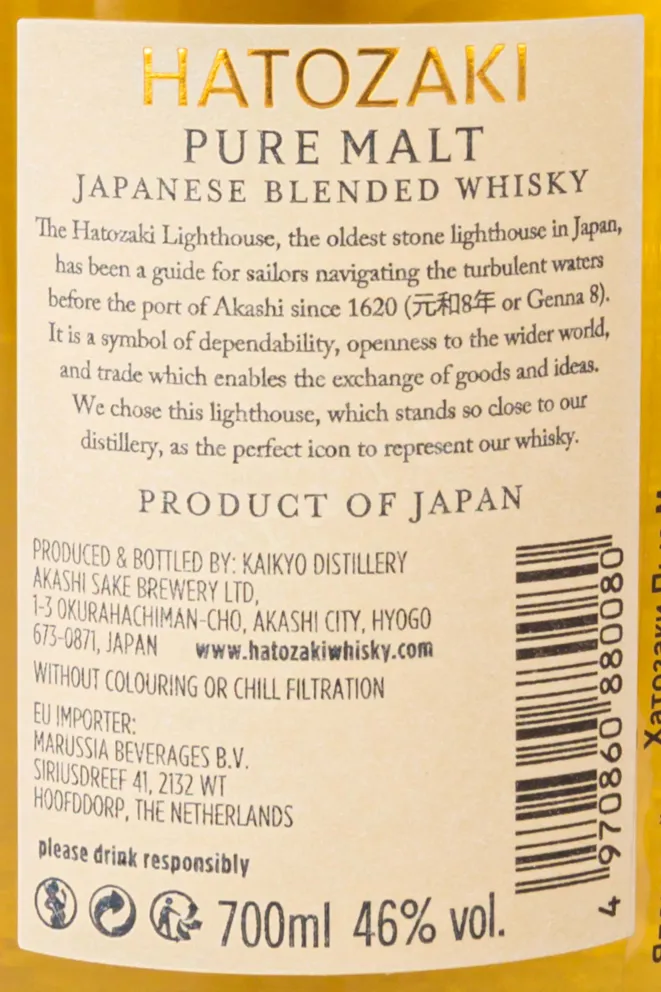 HATOZAKI
PURE MALT
JAPANESE BLENDED WHISKY
The Hatozaki Lighthouse, the oldest stone lighthouse in Japan,
has been a guide for sailors navigating the turbulent waters
before the port of Akashi since 1620 (元和8年 or Genna 8).
It is a symbol of dependability, openness to the wider world,
and trade which enables the exchange of goods and ideas.
We chose this lighthouse, which stands so close to our
distillery, as the perfect icon to represent our whisky.
PRODUCT OF JAPAN
PRODUCED & BOTTLED BY: KAIKYO DISTILLERY
AKASHI SAKE BREWERY LTD,
1-3 OKURAHACHIMAN-CHO, AKASHI CITY, HYOGO
673-0871, JAPAN www.hatozakiwhisky.com
WITHOUT COLOURING OR CHILL FILTRATION
EU IMPORTER:
MARUSSIA BEVERAGES B.V.
SIRIUSDREEF 41, 2132 WT
HOOFDDORP, THE NETHERLANDS
please drink responsibly
700ml 46% vol.
4 970860 880080
Хатозаки